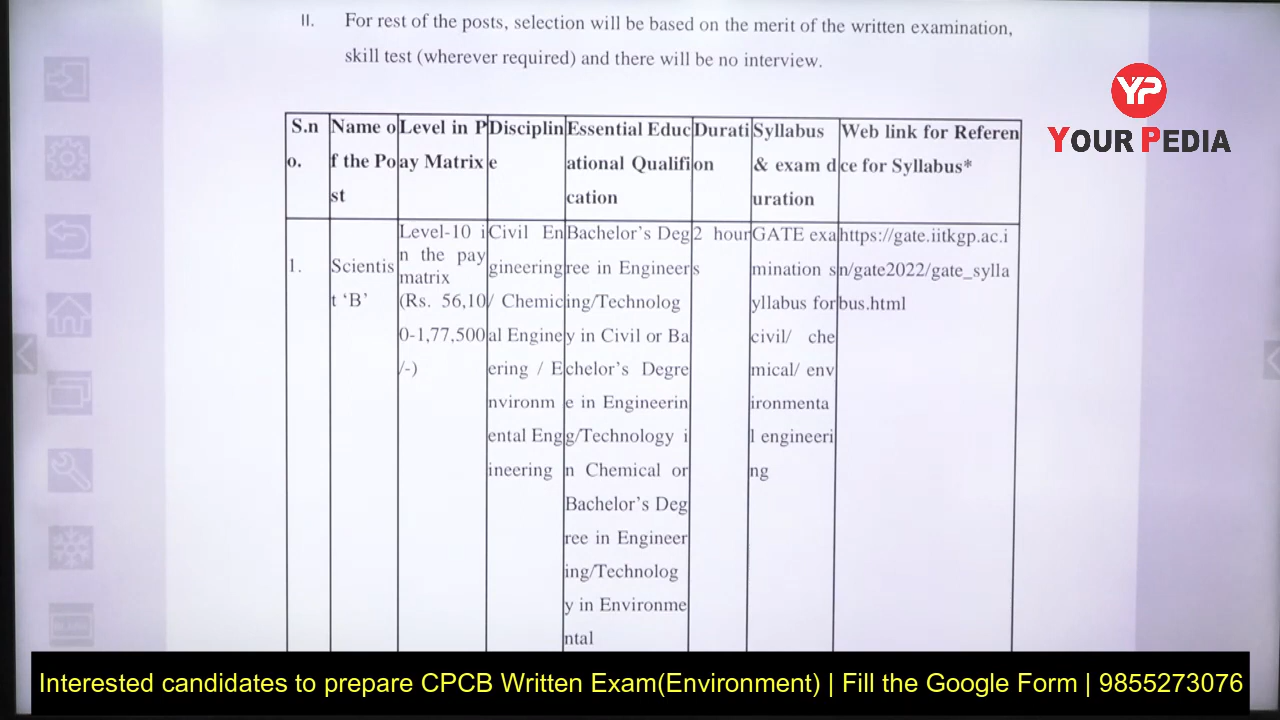 II. For rest of the posts, selection will be based on the merit of the written examination,
skill test (wherever required) and there will be no interview.
YP
YOUR PEDIA
S.n
o.
Name o
f the Po
st
Level in P
ay Matrix
Disciplin
e
Essential Educ
ational Qualifi
cation
Durati
on
Syllabus
& exam d
uration
Web link for Referen
ce for Syllabus*
1.
Scientis
t ‘B’
Level-10 i
n the pay
matrix
(Rs. 56,10
0-1,77,500
/-)
Civil En
gineering
/ Chemic
al Engine
ering / E
nvironm
ental Eng
ineering
Bachelor’s Deg
ree in Engineer
ing/Technolog
y in Civil or Ba
chelor’s Degre
e in Engineerin
g/Technology i
n Chemical or
Bachelor’s Deg
ree in Engineer
ing/Technolog
y in Environme
ntal
2 hour
s
GATE exa
mination s
yllabus for
civil/ che
mical/ env
ironmenta
l engineeri
ng
https://gate.iitkgp.ac.i
n/gate2022/gate_sylla
bus.html
Interested candidates to prepare CPCB Written Exam(Environment) | Fill the Google Form | 9855273076